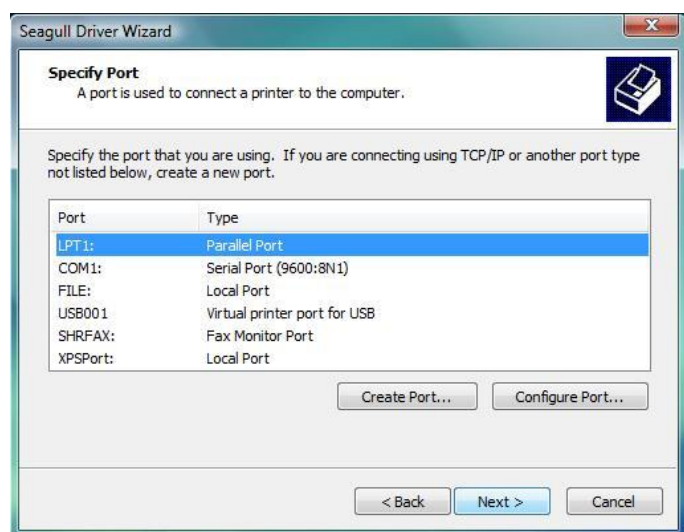 Seagull Driver Wizard
Specify Port
A port is used to connect a printer to the computer.
Specify the port that you are using. If you are connecting using TCP/IP or another port type
not listed below, create a new port.
Port Type
LPT1: Parallel Port
COM1: Serial Port (9600:8N1)
FILE: Local Port
USB001 Virtual printer port for USB
SHRFAX: Fax Monitor Port
XPSPort: Local Port
Create Port... Configure Port...
< Back Next > Cancel